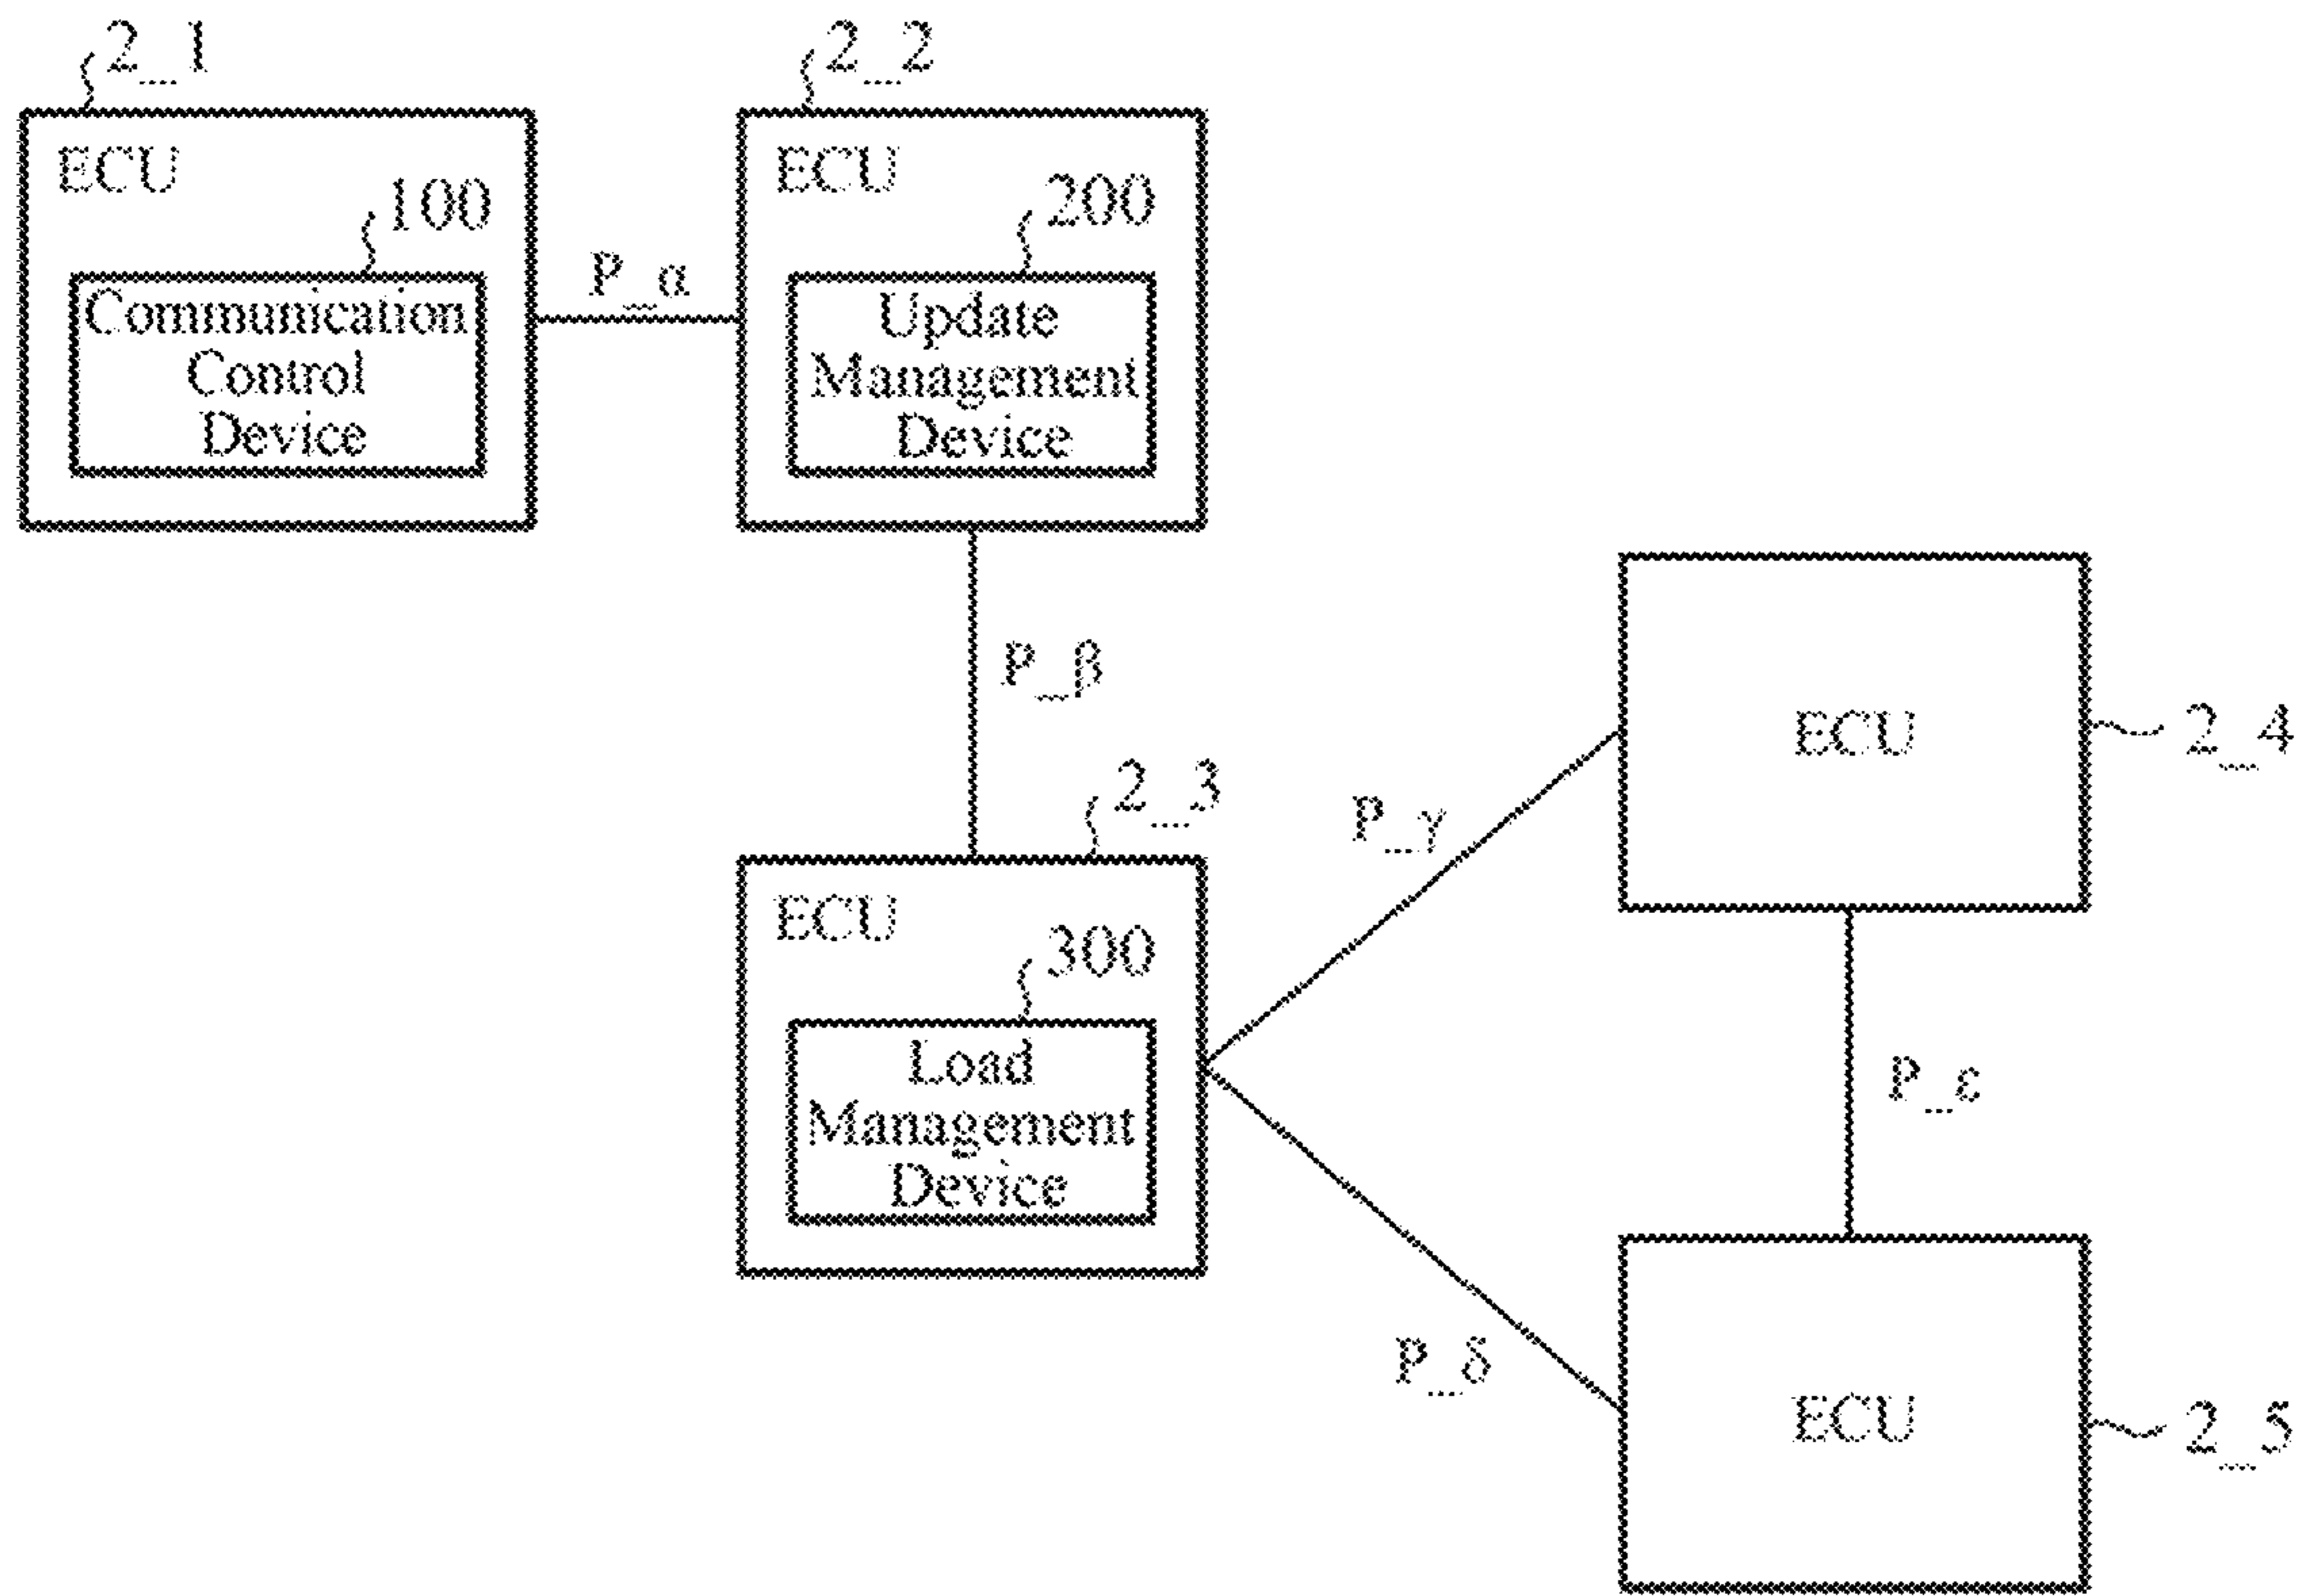 2_1
2_2
ECU
100
Communication
Control
Device
P_α
ECU
200
Update
Management
Device
P_β
2_3
ECU
300
Load
Management
Device
P_γ
ECU
2_4
P_ε
P_δ
ECU
2_5